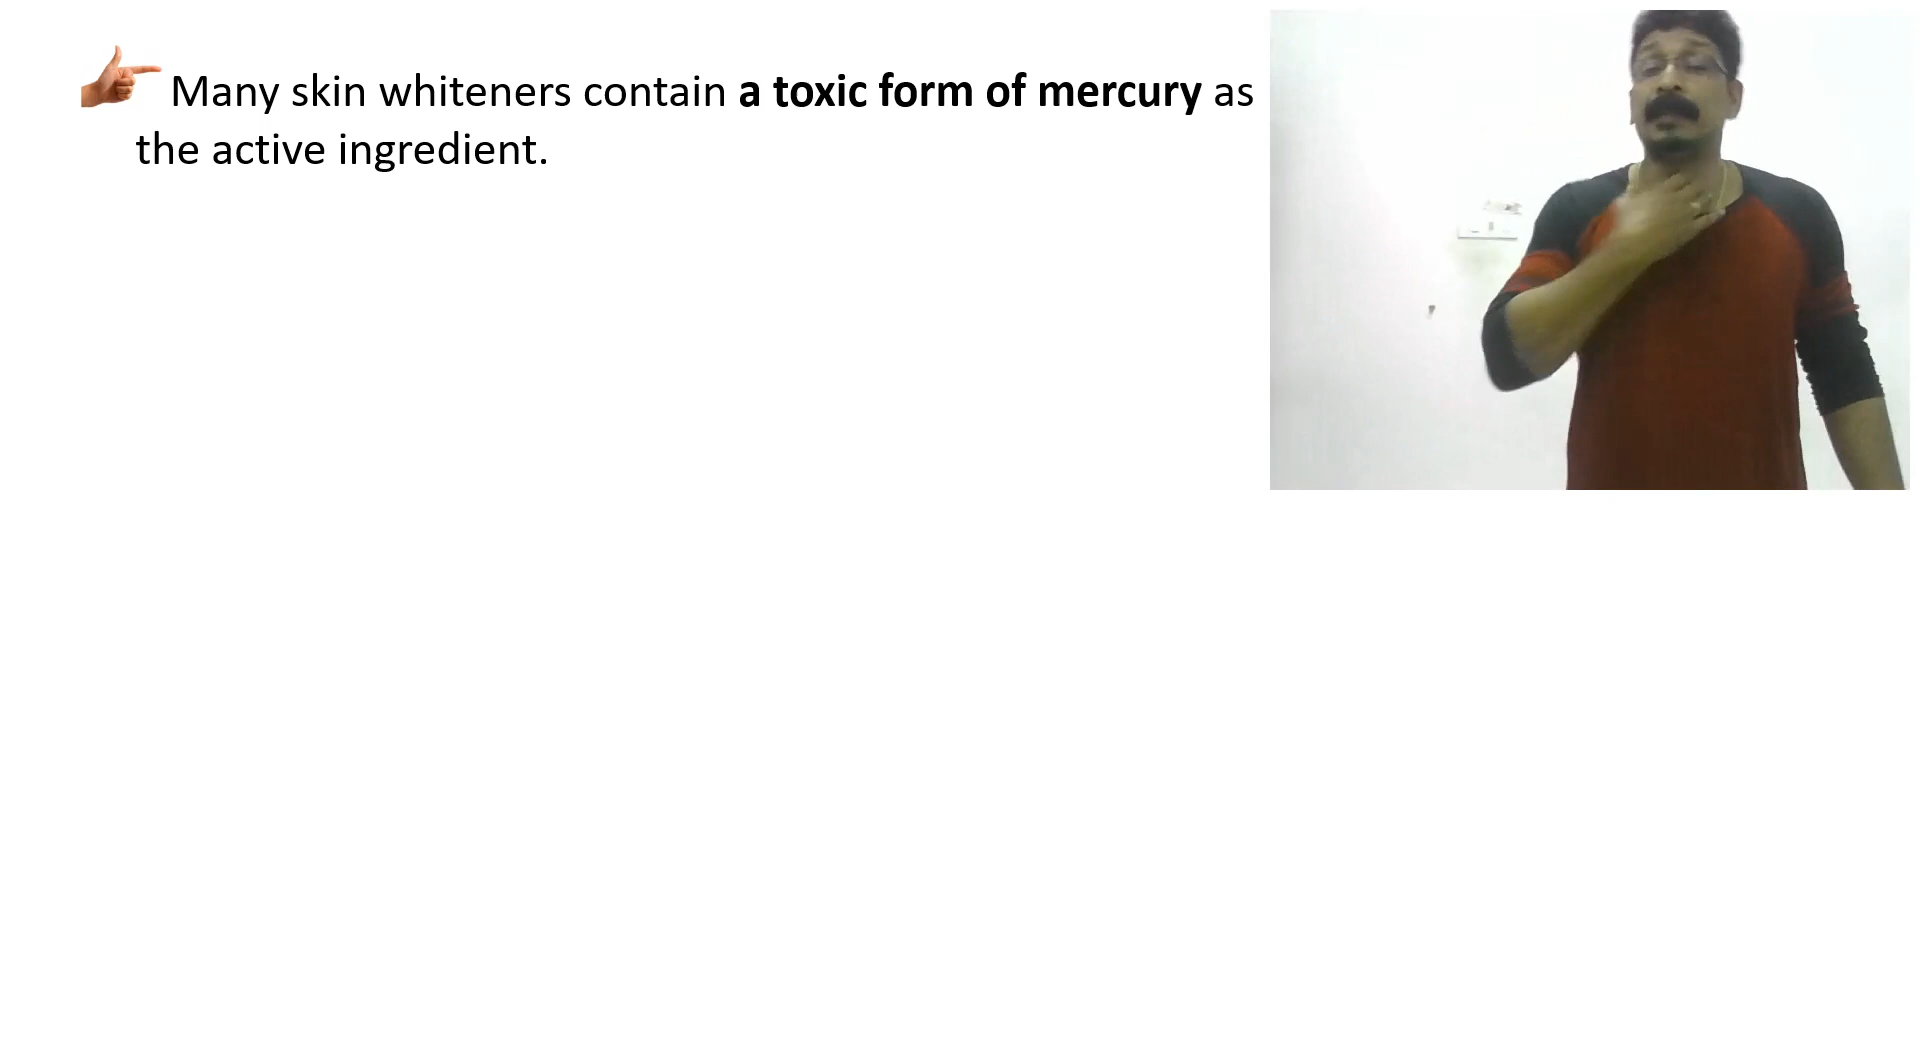 Many skin whiteners contain a toxic form of mercury as
the active ingredient.